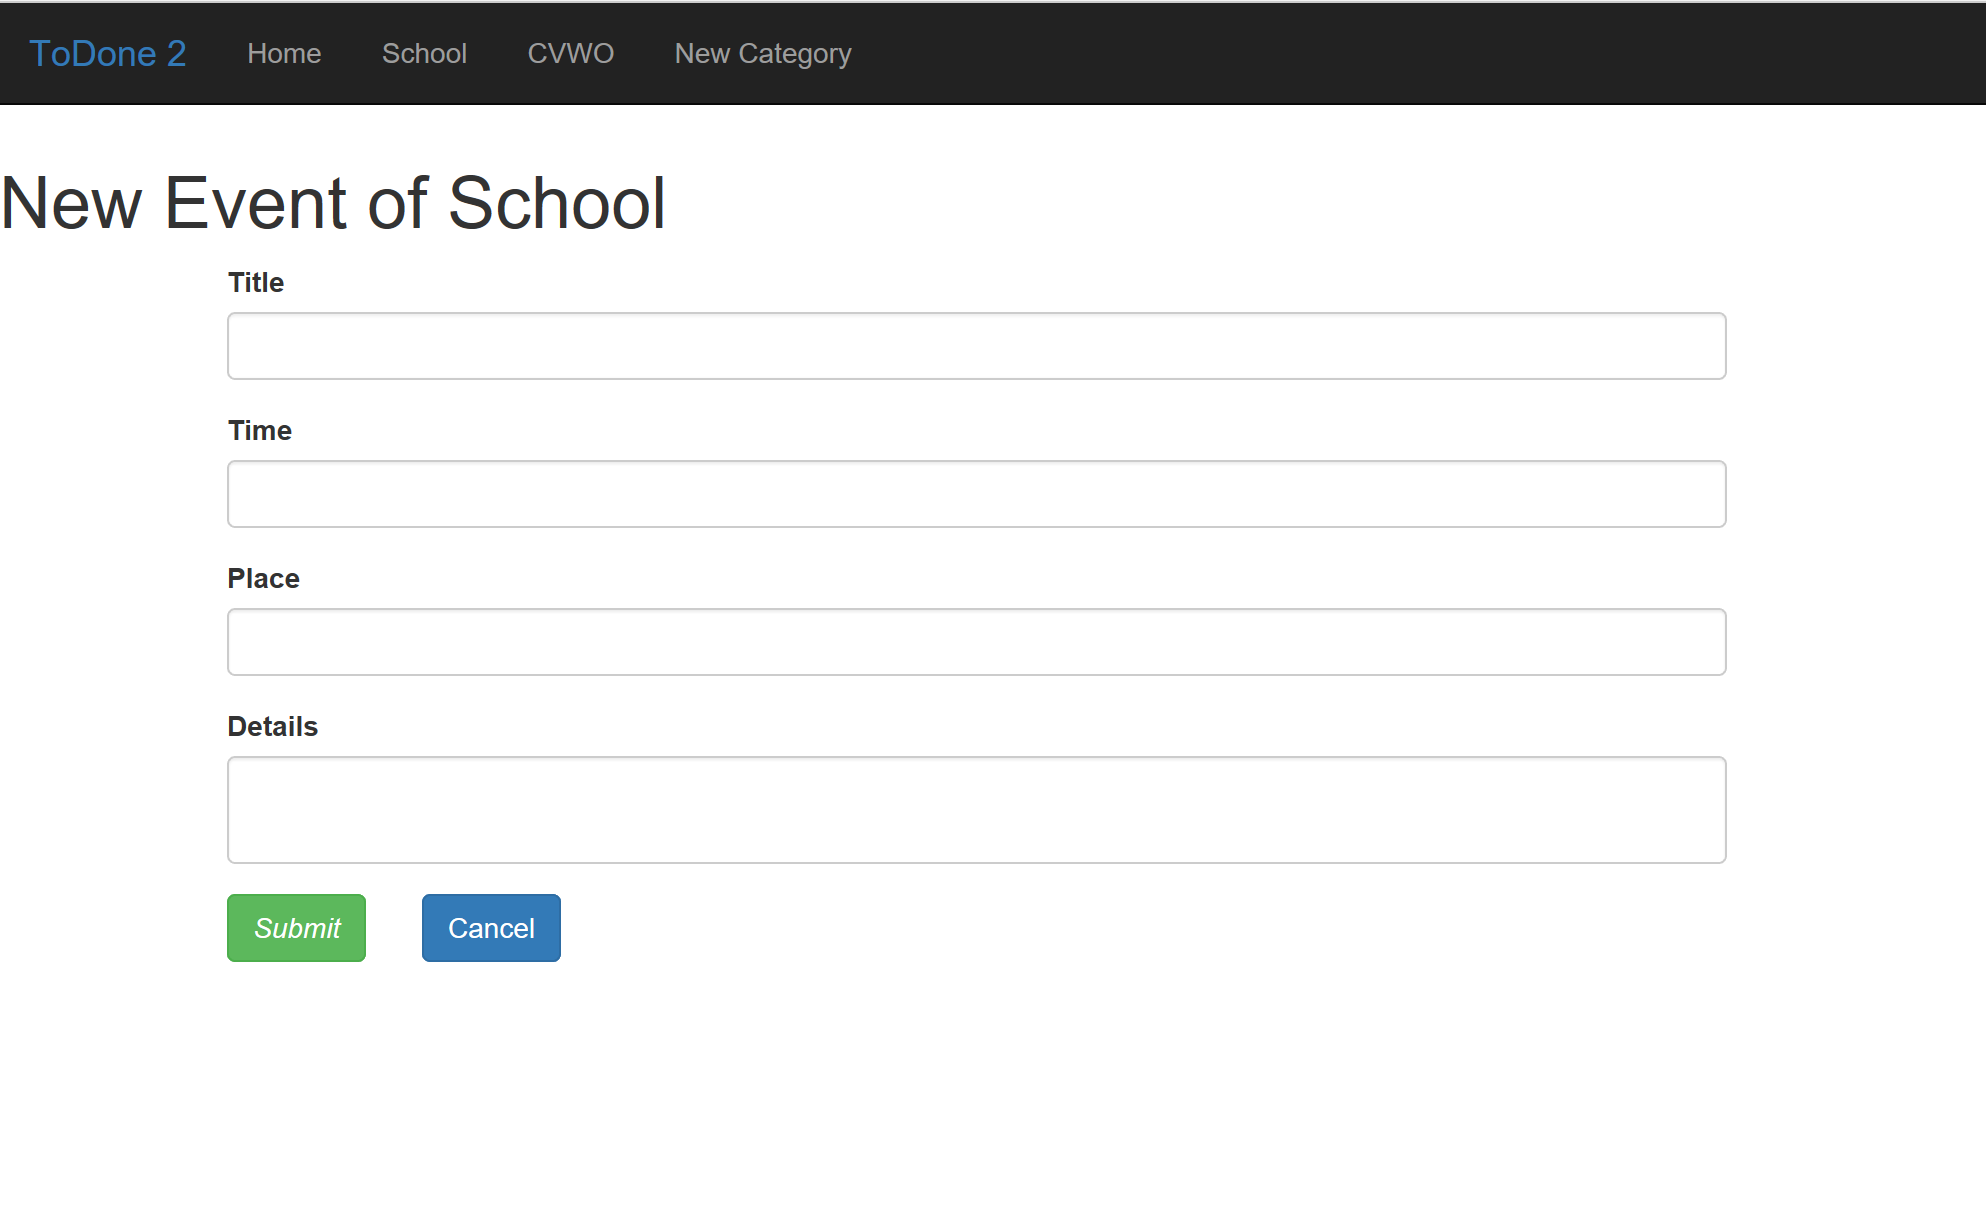 ToDone 2 Home School CVWO New Category
New Event of School
Title
Time
Place
Details
Submit Cancel